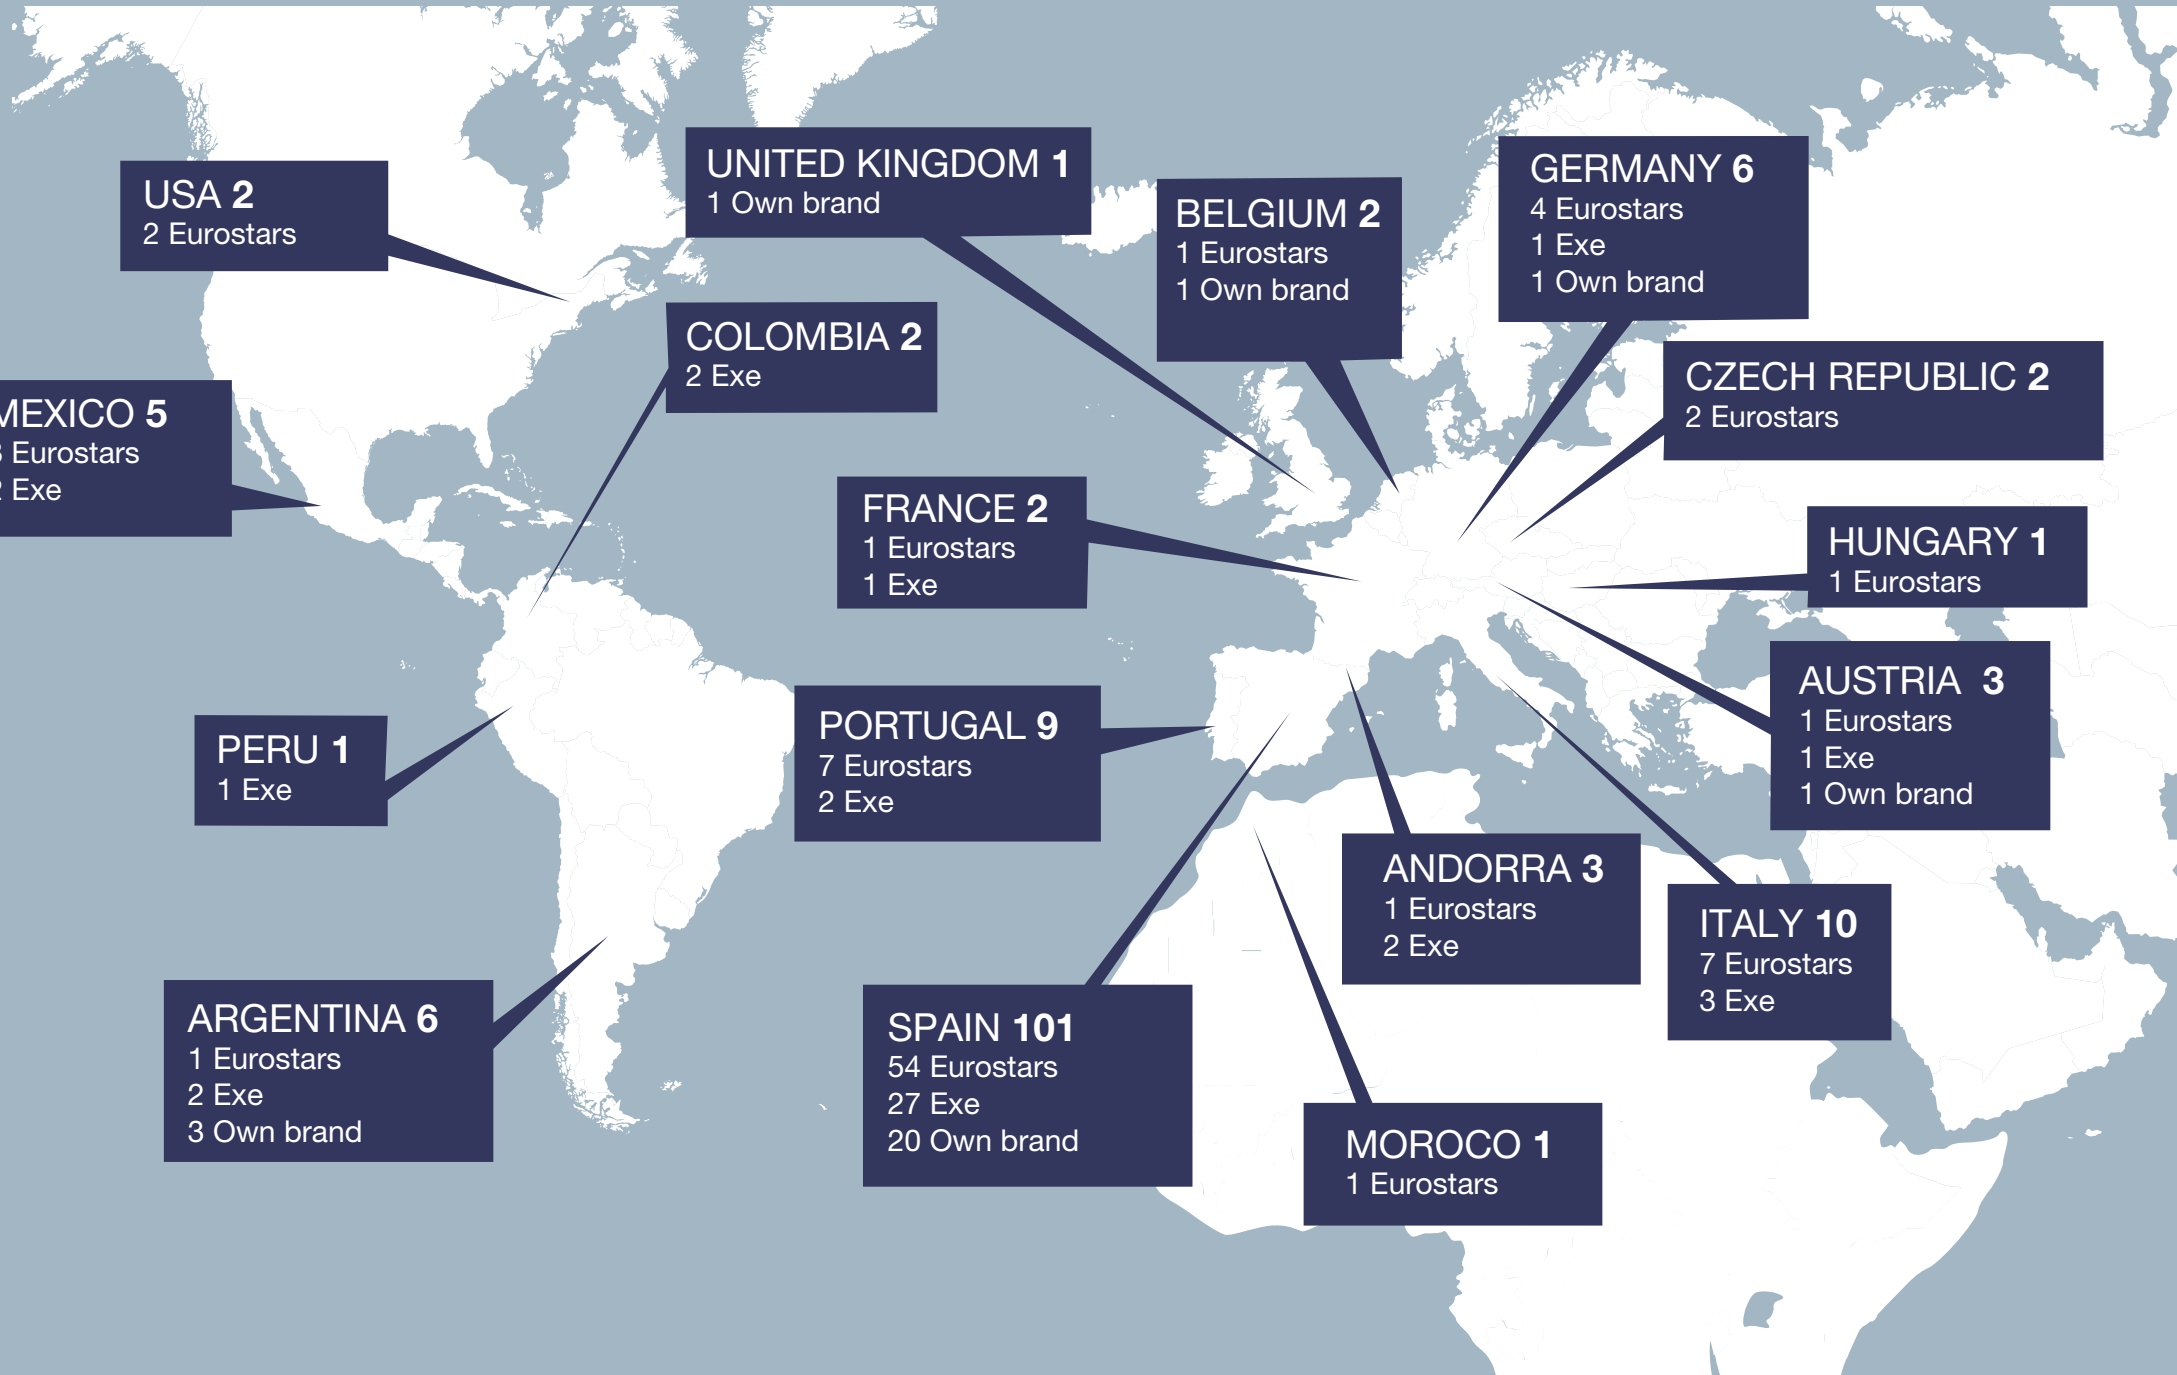 UNITED KINGDOM 1
1 Own brand
GERMANY 6
4 Eurostars
1 Exe
1 Own brand
USA 2
2 Eurostars
BELGIUM 2
1 Eurostars
1 Own brand
COLOMBIA 2
2 Exe
CZECH REPUBLIC 2
2 Eurostars
MEXICO 5
3 Eurostars
2 Exe
FRANCE 2
1 Eurostars
1 Exe
HUNGARY 1
1 Eurostars
AUSTRIA 3
1 Eurostars
1 Exe
1 Own brand
PORTUGAL 9
7 Eurostars
2 Exe
PERU 1
1 Exe
ANDORRA 3
1 Eurostars
2 Exe
ITALY 10
7 Eurostars
3 Exe
ARGENTINA 6
1 Eurostars
2 Exe
3 Own brand
SPAIN 101
54 Eurostars
27 Exe
20 Own brand
MOROCO 1
1 Eurostars